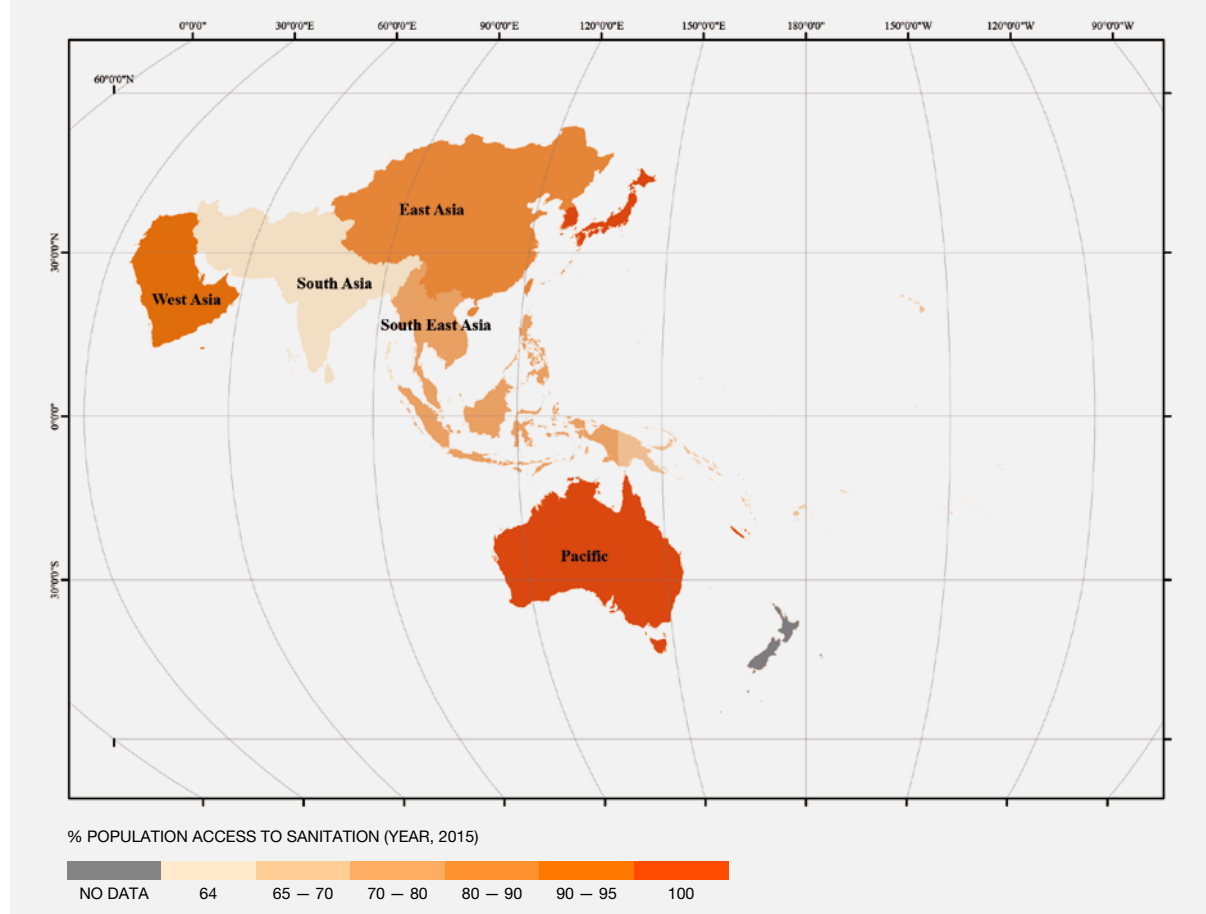 0°0'0" 30°0'0"E 60°0'0"E 90°0'0"E 120°0'0"E 150°0'0"E 180°0'0" 150°0'0"W 120°0'0"W 90°0'0"W
60°0'0"N
East Asia
30°0'0"N
South Asia
West Asia
South East Asia
0°0'0"
Pacific
30°0'0"S
% POPULATION ACCESS TO SANITATION (YEAR, 2015)
NO DATA 64 65 — 70 70 — 80 80 — 90 90 — 95 100